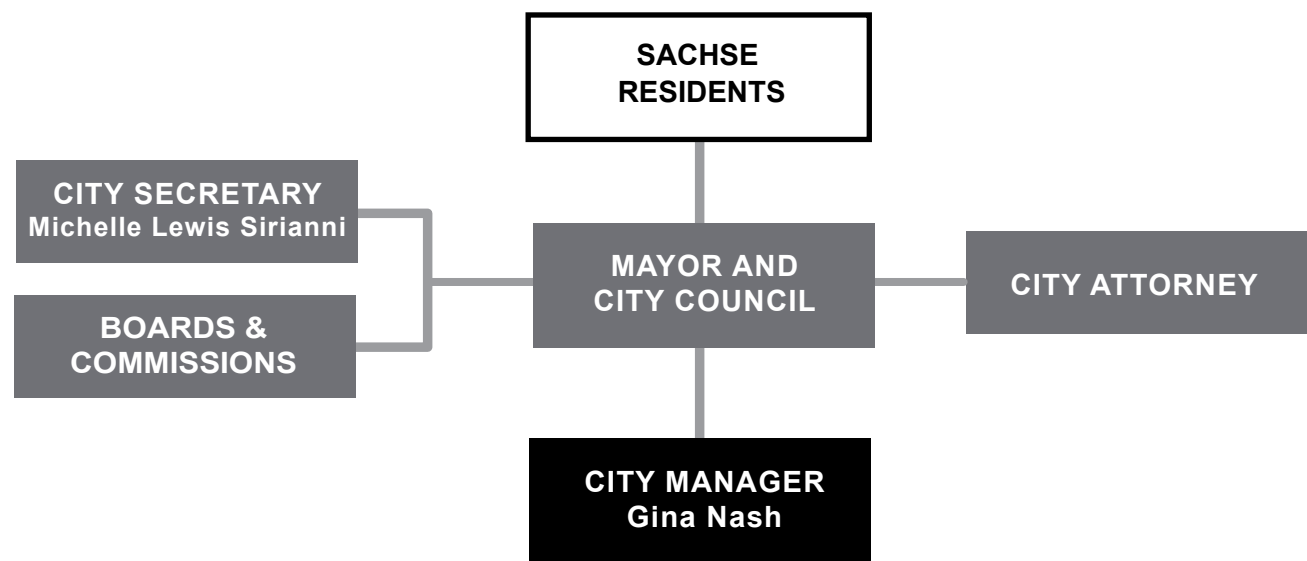 SACHSE
RESIDENTS
CITY SECRETARY
Michelle Lewis Sirianni
BOARDS &
COMMISSIONS
MAYOR AND
CITY COUNCIL
CITY ATTORNEY
CITY MANAGER
Gina Nash